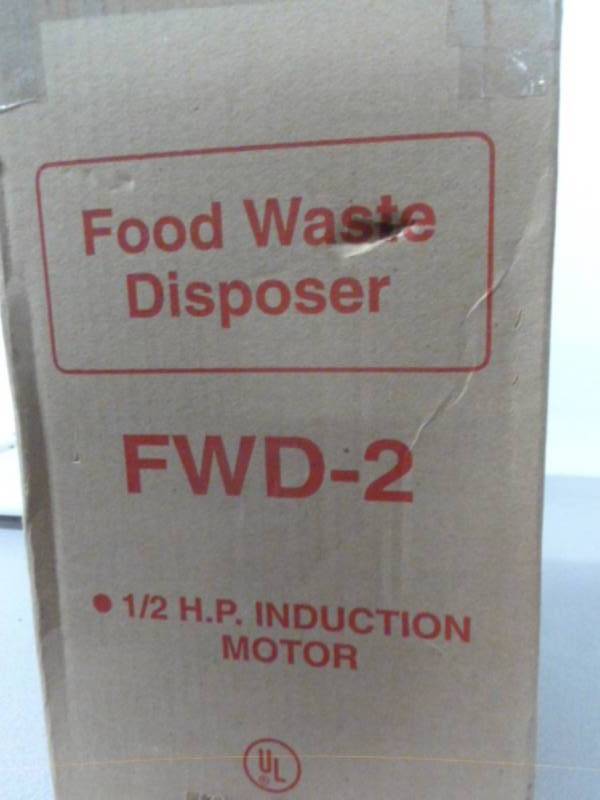 Food Waste
Disposer
FWD-2
• 1/2 H.P. INDUCTION
MOTOR
UL